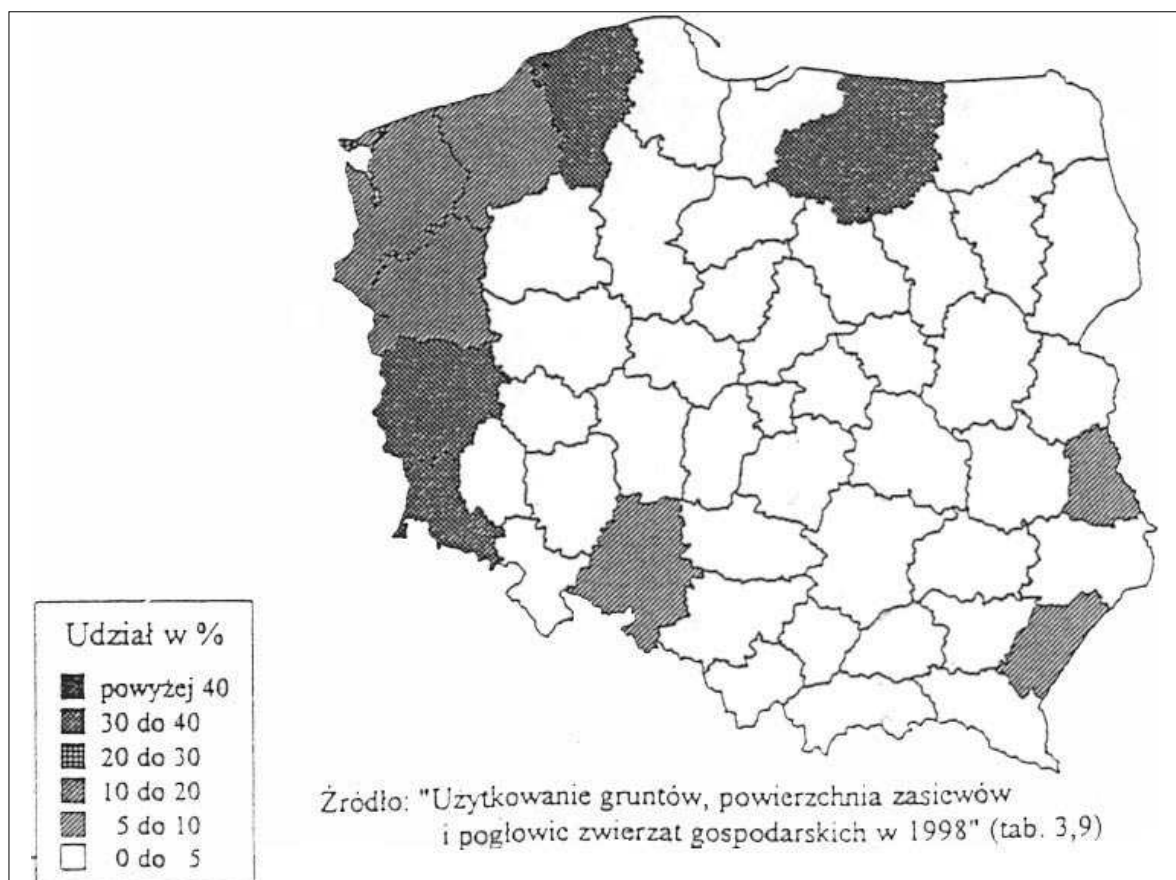 Udział w %
powyżej 40
30 do 40
20 do 30
10 do 20
5 do 10
0 do 5
Źródło: "Użytkowanie gruntów, powierzchnia zasiewów
i pogłowie zwierzat gospodarskich w 1998" (tab. 3,9)